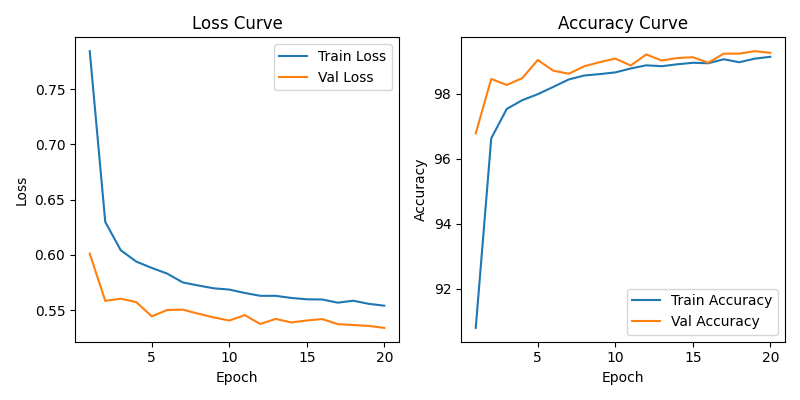 Loss Curve
Train Loss
Val Loss
0.75
0.70
0.65
0.60
0.55
Loss
5
10
15
20
Epoch
Accuracy Curve
98
96
94
92
Accuracy
Train Accuracy
Val Accuracy
5
10
15
20
Epoch